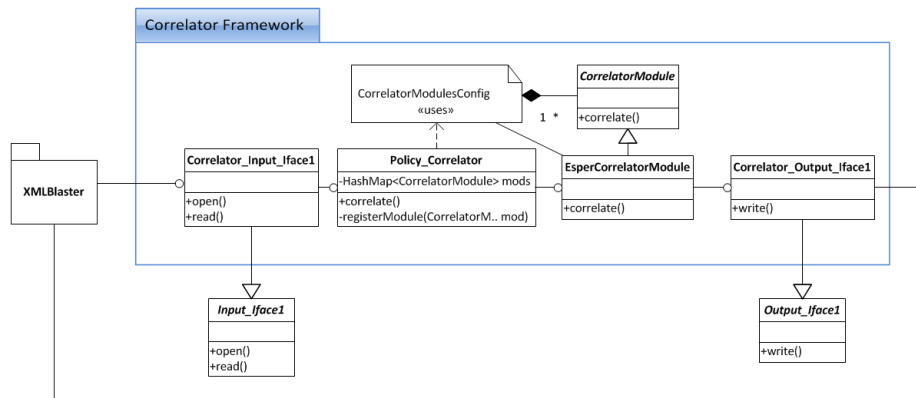 Correlator Framework
CorrelatorModulesConfig
«uses»
1 *
CorrelatorModule
+correlate()
XMLBlaster
Correlator_Input_Iface1
+open()
+read()
Policy_Correlator
-HashMap<CorrelatorModule> mods
+correlate()
-registerModule(CorrelatorM.. mod)
EsperCorrelatorModule
+correlate()
Correlator_Output_Iface1
+write()
Input_Iface1
+open()
+read()
Output_Iface1
+write()